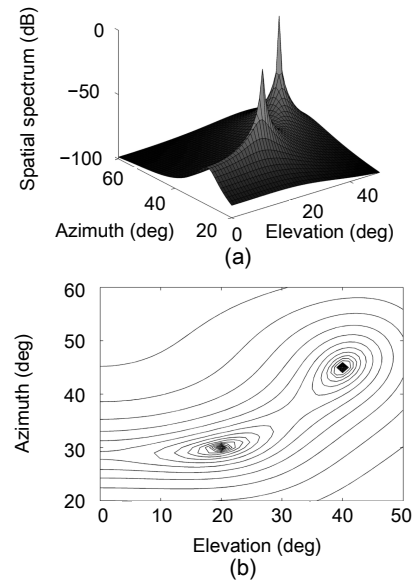 0
−50
−100
Spatial spectrum (dB)
60
40
20
Azimuth (deg)
0
20
40
Elevation (deg)
(a)
60
50
40
30
20
Azimuth (deg)
0
10
20
30
40
50
Elevation (deg)
(b)